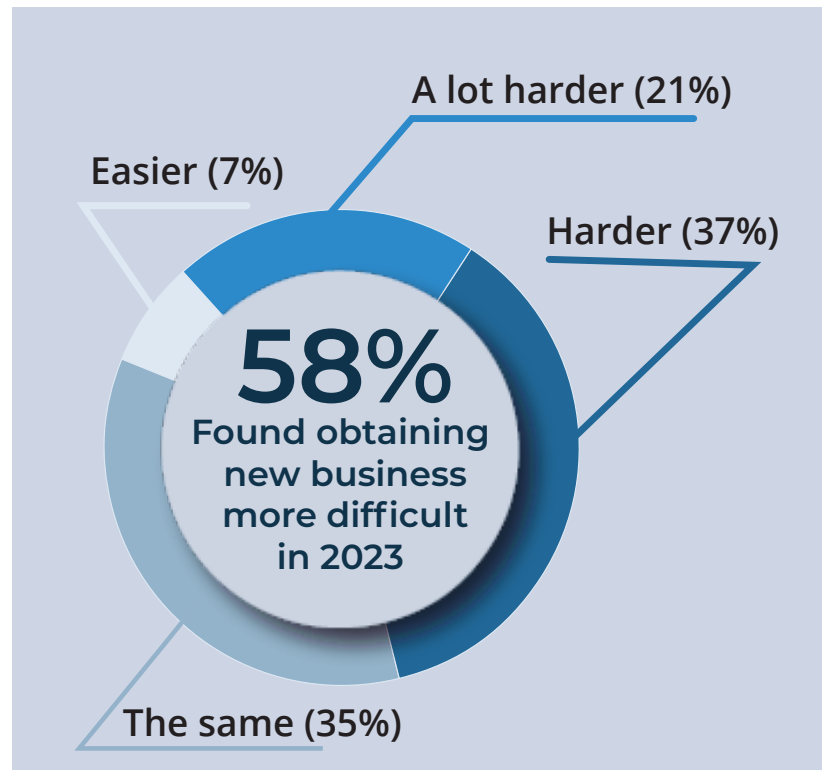 A lot harder (21%)
Easier (7%)
Harder (37%)
58%
Found obtaining
new business
more difficult
in 2023
The same (35%)